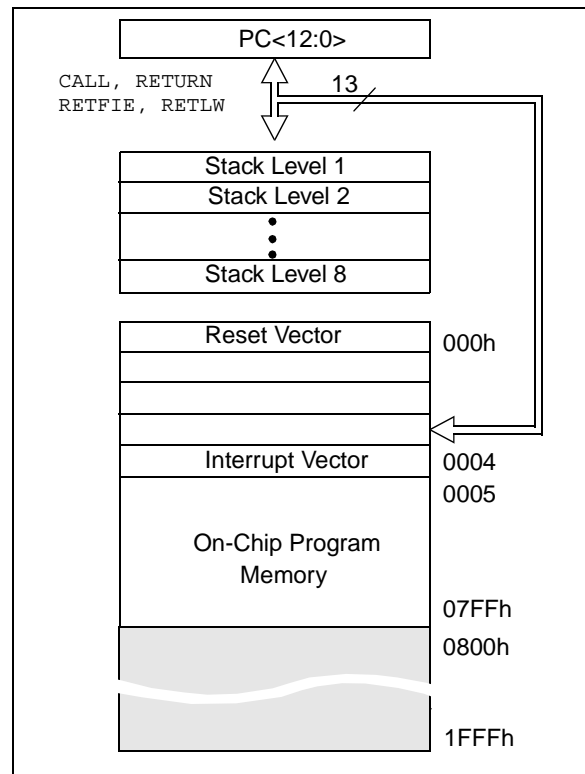 PC<12:0>
CALL, RETURN
RETFIE, RETLW
13
Stack Level 1
Stack Level 2
Stack Level 8
Reset Vector
000h
Interrupt Vector
0004
0005
On-Chip Program
Memory
07FFh
0800h
1FFFh